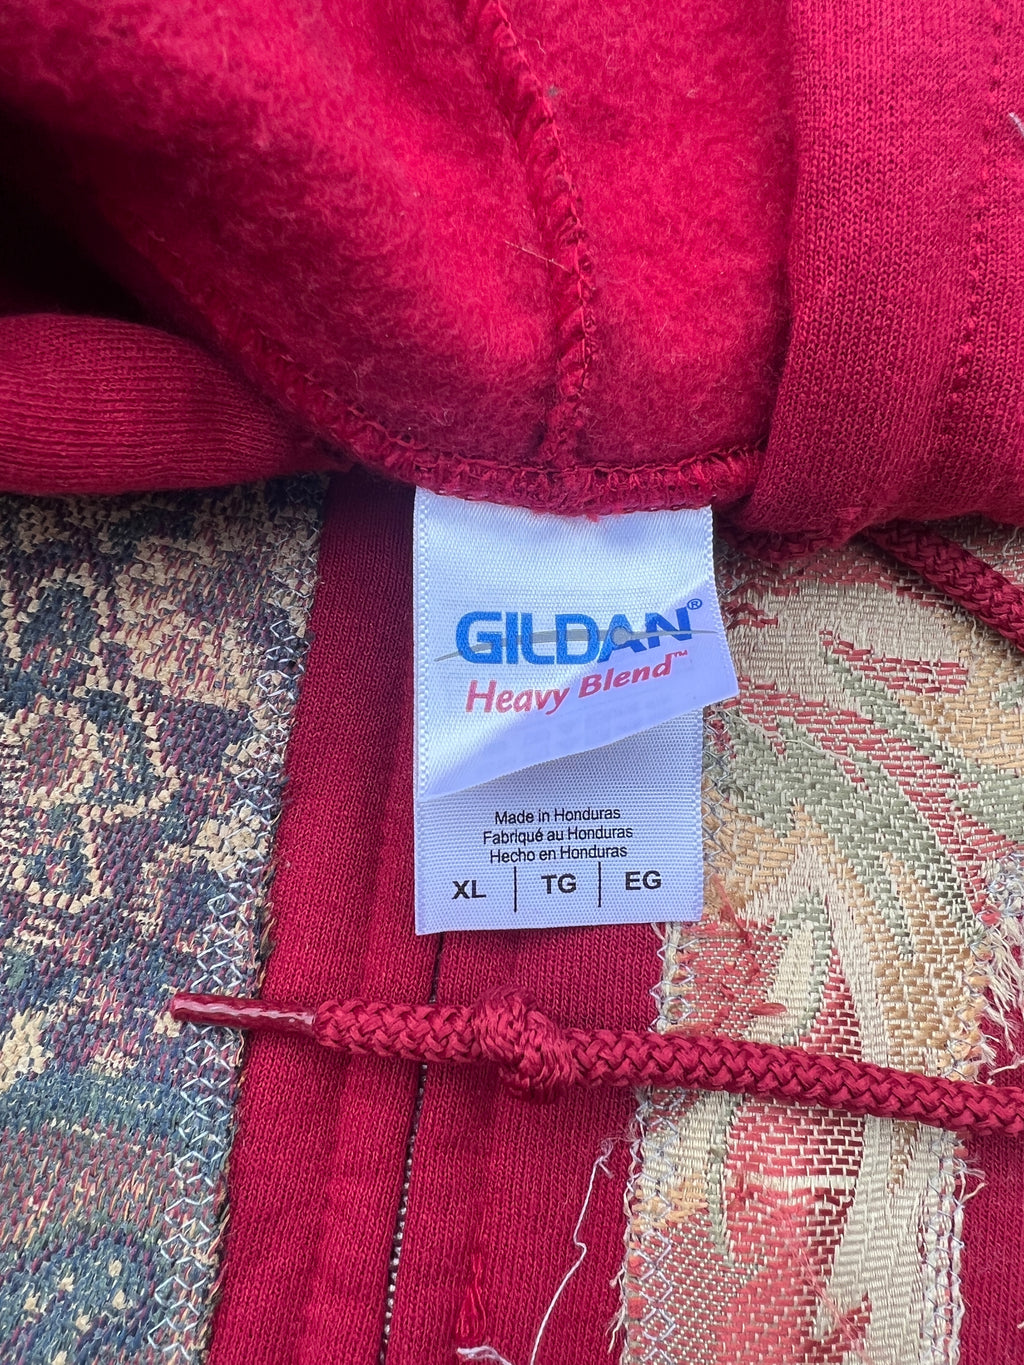 GILDAN®
Heavy Blend™
Made in Honduras
Fabriqué au Honduras
Hecho en Honduras
XL | TG | EG